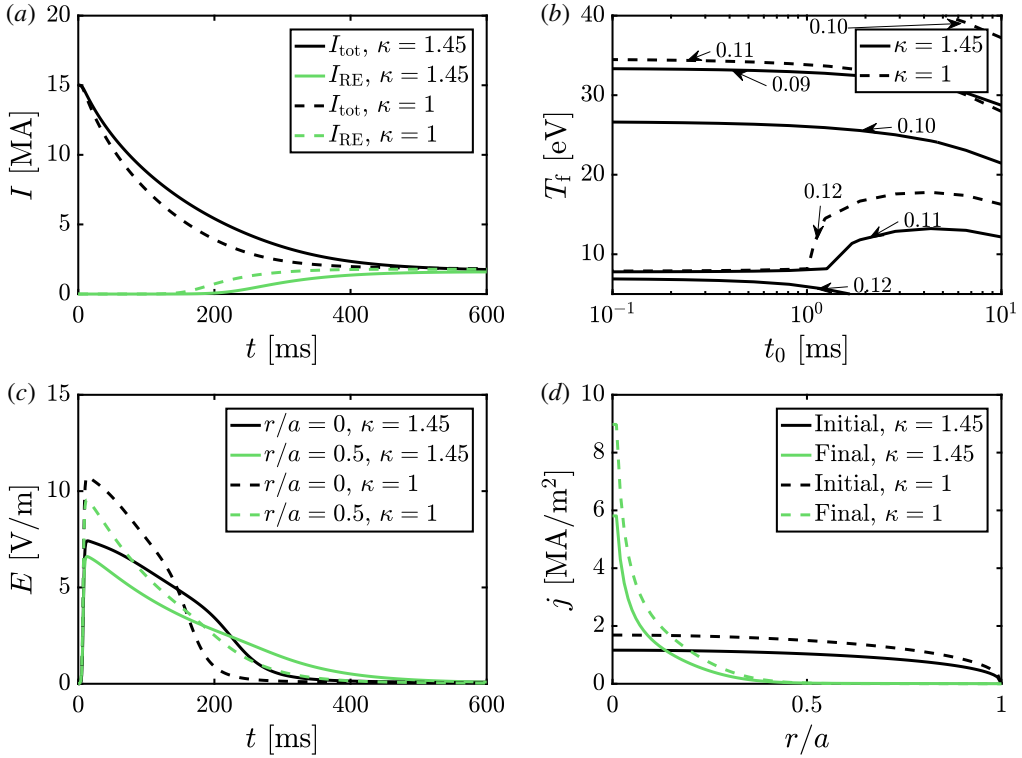 (a)
20
15
10
5
0
I [MA]
0 200 400 600
t [ms]
I_tot, κ = 1.45
I_RE, κ = 1.45
I_tot, κ = 1
I_RE, κ = 1
(b)
40
30
20
10
T_f [eV]
10^−1 10^0 10^1
t_0 [ms]
κ = 1.45
κ = 1
0.10
0.11
0.09
0.10
0.12
0.11
0.12
(c)
15
10
5
0
E [V/m]
0 200 400 600
t [ms]
r/a = 0, κ = 1.45
r/a = 0.5, κ = 1.45
r/a = 0, κ = 1
r/a = 0.5, κ = 1
(d)
10
8
6
4
2
0
j [MA/m^2]
0 0.5 1
r/a
Initial, κ = 1.45
Final, κ = 1.45
Initial, κ = 1
Final, κ = 1